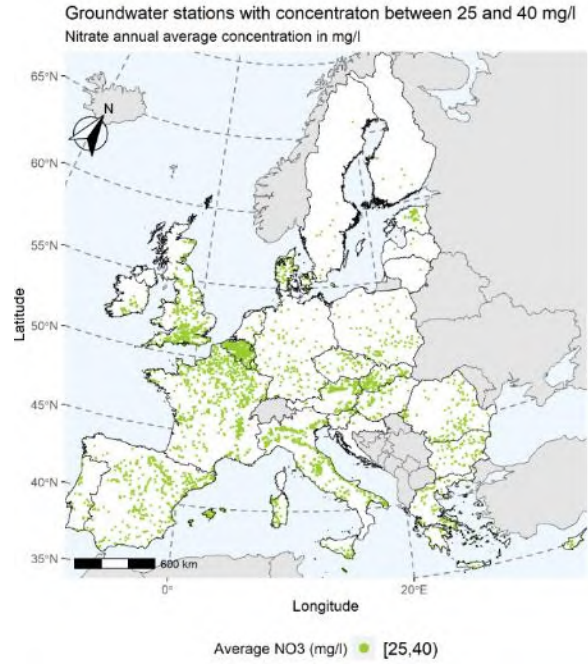 Groundwater stations with concentraton between 25 and 40 mg/l
Nitrate annual average concentration in mg/l
65°N
N
60°N
55°N
50°N
45°N
40°N
35°N
Latitude
600 km
0°
20°E
Longitude
Average NO3 (mg/l) [25,40)